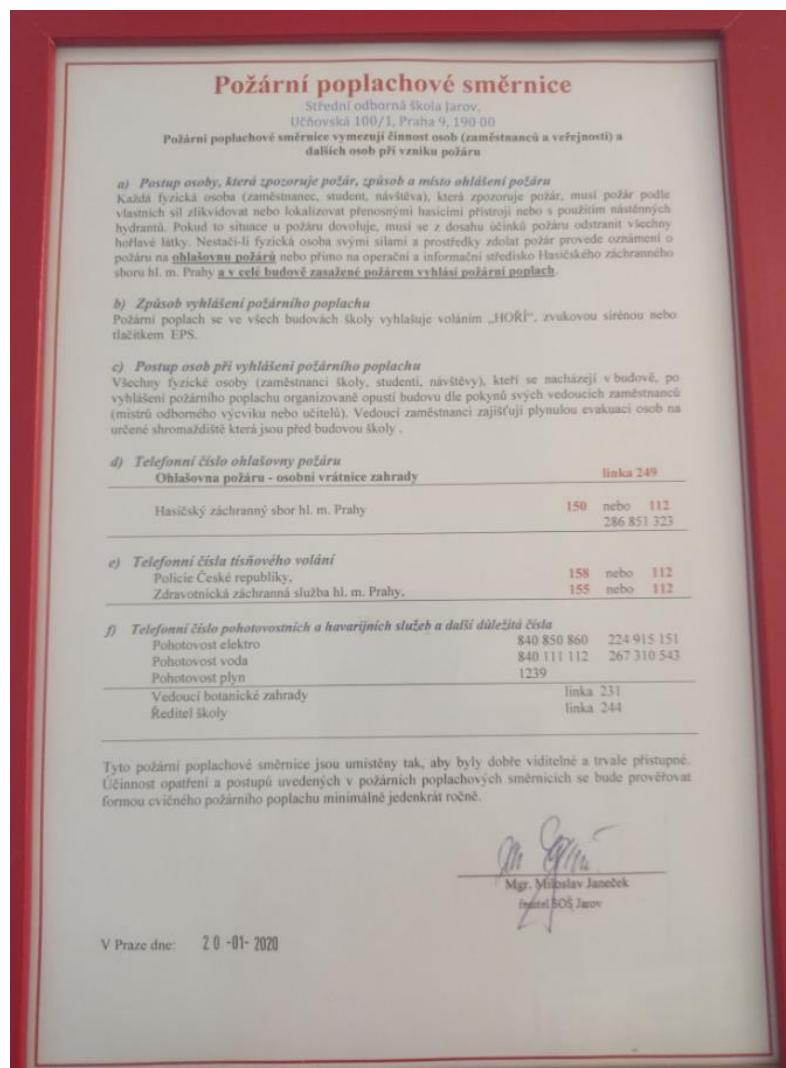 Požární poplachové směrnice
Střední odborná škola Jarov,
Učňovská 100/1, Praha 9, 190 00
Požární poplachové směrnice vymezují činnost osob (zaměstnanců a veřejnosti) a
dalších osob při vzniku požáru
a) Postup osoby, která zpozoruje požár, způsob a místo ohlášení požáru
Každá fyzická osoba (zaměstnanec, student, návštěva), která zpozoruje požár, musí požár podle
vlastních sil zlikvidovat nebo lokalizovat přenosnými hasicími přístroji nebo s použitím nástěnných
hydrantů. Pokud to situace u požáru dovoluje, musí se z dosahu účinků požáru odstranit všechny
hořlavé látky. Nestačí-li fyzická osoba svými silami a prostředky zdolat požár provede oznámení o
požáru na ohlašovnu požárů nebo přímo na operační a informační středisko Hasičského záchranného
sboru hl. m. Prahy a v celé budově zasažené požárem vyhlásí požární poplach.
b) Způsob vyhlášení požárního poplachu
Požární poplach se ve všech budovách školy vyhlašuje voláním „HOŘÍ“, zvukovou sirénou nebo
tlačítkem EPS.
c) Postup osob při vyhlášení požárního poplachu
Všechny fyzické osoby (zaměstnanci školy, studenti, návštěvy), kteří se nacházejí v budově, po
vyhlášení požárního poplachu organizovaně opustí budovu dle pokynů svých vedoucích zaměstnanců
(mistrů odborného výcviku nebo učitelů). Vedoucí zaměstnanci zajišťují plynulou evakuaci osob na
určené shromaždiště která jsou před budovou školy .
d) Telefonní číslo ohlašovny požáru
Ohlašovna požáru - osobní vrátnice zahrady linka 249
Hasičský záchranný sbor hl. m. Prahy 150 nebo 112
286 851 323
e) Telefonní čísla tísňového volání
Policie České republiky, 158 nebo 112
Zdravotnická záchranná služba hl. m. Prahy, 155 nebo 112
f) Telefonní číslo pohotovostních a havarijních služeb a další důležitá čísla
Pohotovost elektro 840 850 860 224 915 151
Pohotovost voda 840 111 112 267 310 543
Pohotovost plyn 1239
Vedoucí botanické zahrady linka 231
Ředitel školy linka 244
Tyto požární poplachové směrnice jsou umístěny tak, aby byly dobře viditelné a trvale přístupné.
Účinnost opatření a postupů uvedených v požárních poplachových směrnicích se bude prověřovat
formou cvičného požárního poplachu minimálně jedenkrát ročně.
Mgr. Miloslav Janeček
ředitel SOŠ Jarov
V Praze dne: 20 -01- 2020